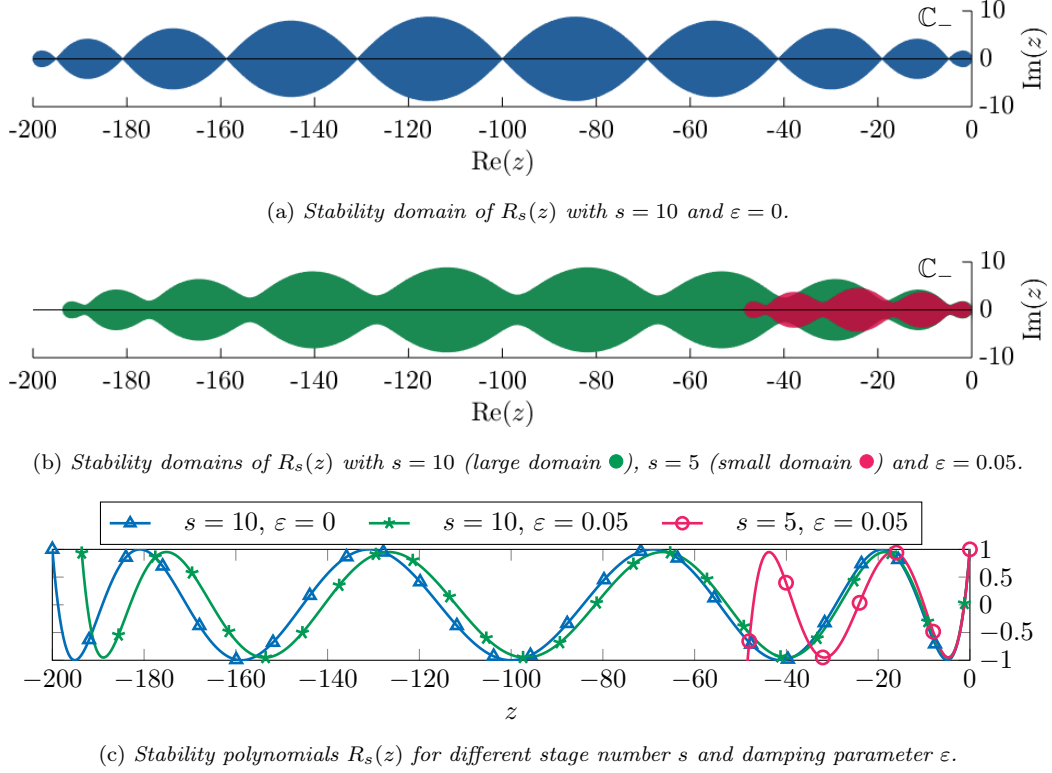 ℂ₋
10
0
-10
Im(z)
-200 -180 -160 -140 -120 -100 -80 -60 -40 -20 0
Re(z)
(a) Stability domain of Rₛ(z) with s = 10 and ε = 0.
ℂ₋
10
0
-10
Im(z)
-200 -180 -160 -140 -120 -100 -80 -60 -40 -20 0
Re(z)
(b) Stability domains of Rₛ(z) with s = 10 (large domain ●), s = 5 (small domain ●) and ε = 0.05.
s = 10, ε = 0 s = 10, ε = 0.05 s = 5, ε = 0.05
1
0.5
0
−0.5
−1
−200 −180 −160 −140 −120 −100 −80 −60 −40 −20 0
z
(c) Stability polynomials Rₛ(z) for different stage number s and damping parameter ε.